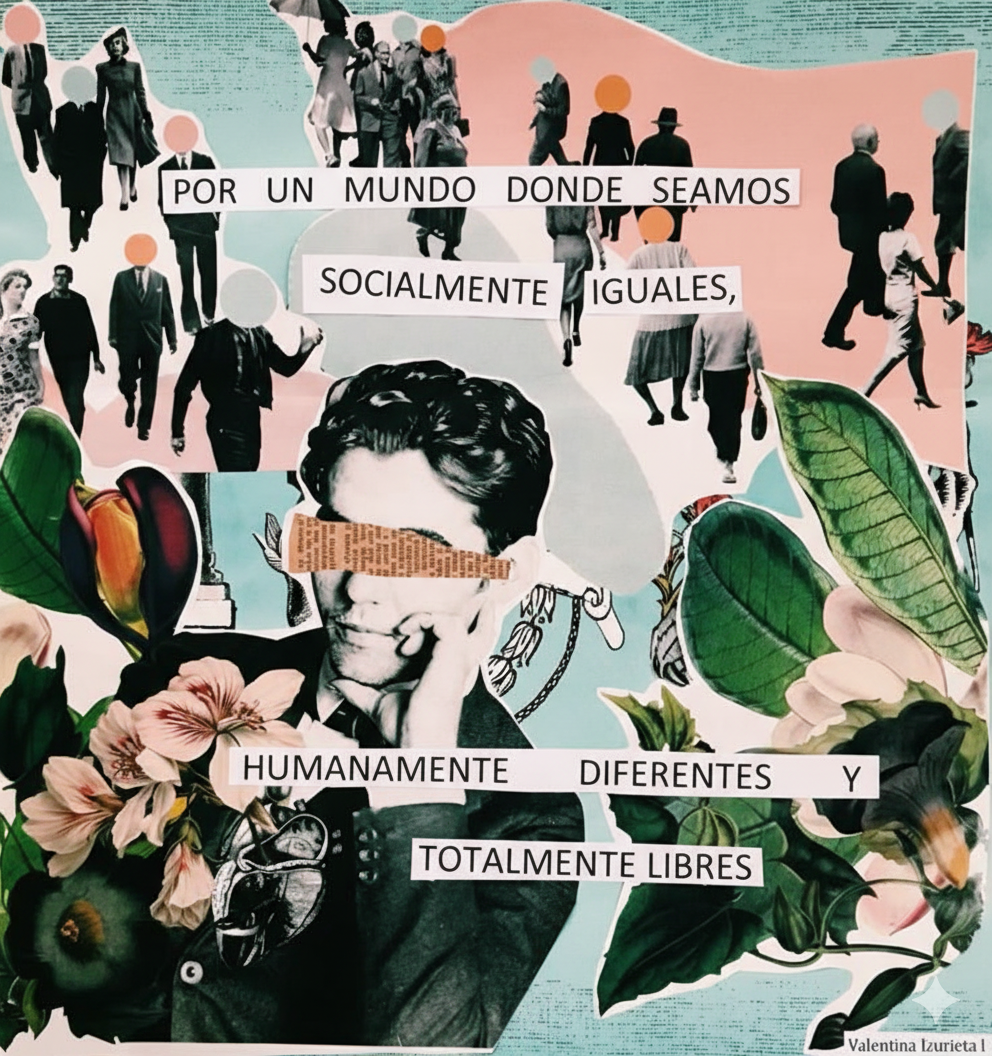 POR UN MUNDO DONDE SEAMOS
SOCIALMENTE IGUALES,
HUMANAMENTE DIFERENTES Y
TOTALMENTE LIBRES
Valentina Izurieta I